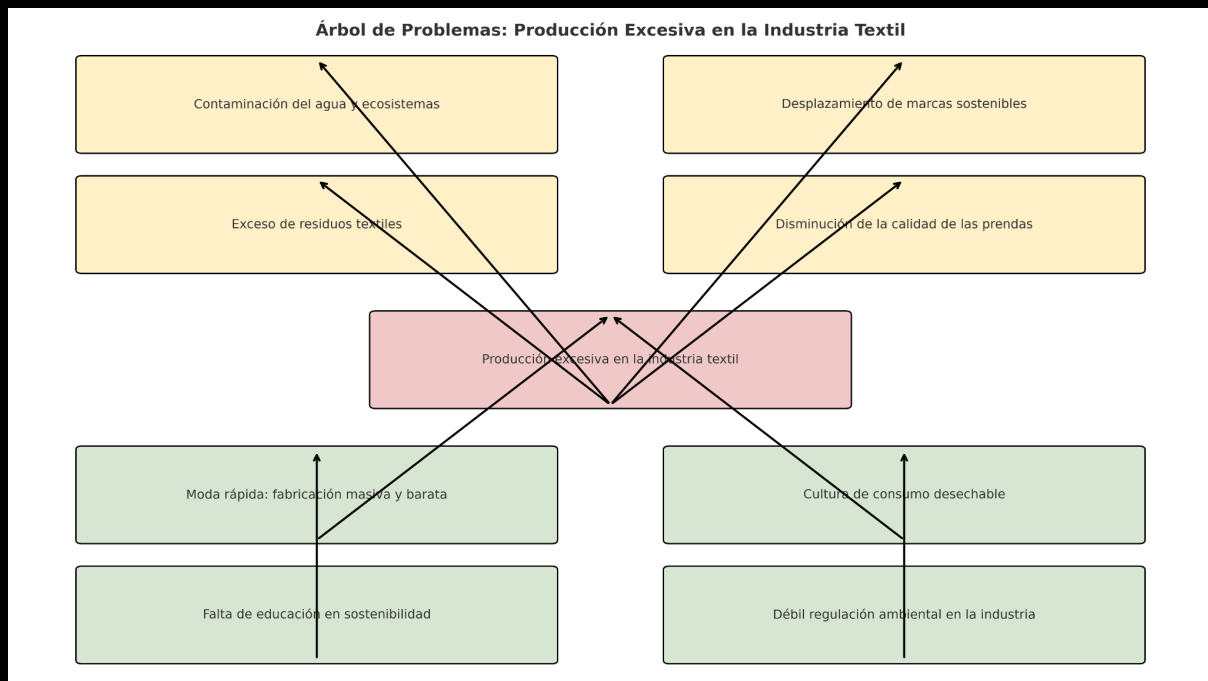 Árbol de Problemas: Producción Excesiva en la Industria Textil
Contaminación del agua y ecosistemas
Desplazamiento de marcas sostenibles
Exceso de residuos textiles
Disminución de la calidad de las prendas
Producción excesiva en la industria textil
Moda rápida: fabricación masiva y barata
Cultura de consumo desechable
Falta de educación en sostenibilidad
Débil regulación ambiental en la industria